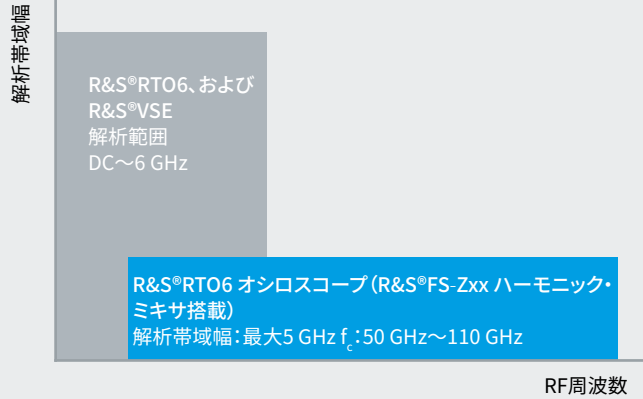 解析帯域幅
R&S®RTO6、および
R&S®VSE
解析範囲
DC～6 GHz
R&S®RTO6 オシロスコープ（R&S®FS-Zxx ハーモニック・
ミキサ搭載）
解析帯域幅：最大5 GHz fc：50 GHz～110 GHz
RF周波数